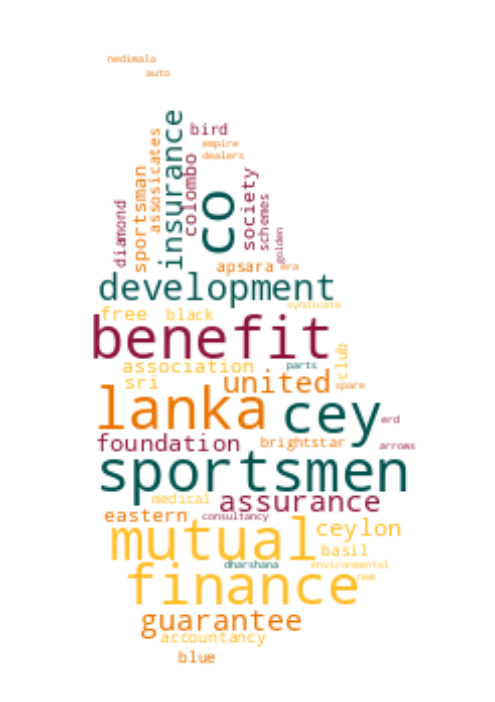 nedimala
auto
insurance
bird
empire
dealers
assosicates
colombo
sportsman
society
co
schemes
diamond
golden
apsara era
development
syndicate
free black
benefit
association parts club
sri united spare
lanka cey
erd
foundation brightstar arrows
sportsmen
medical assurance
eastern consultancy
mutual ceylon
basil
dharshana environmental
finance new
guarantee
accountancy
blue